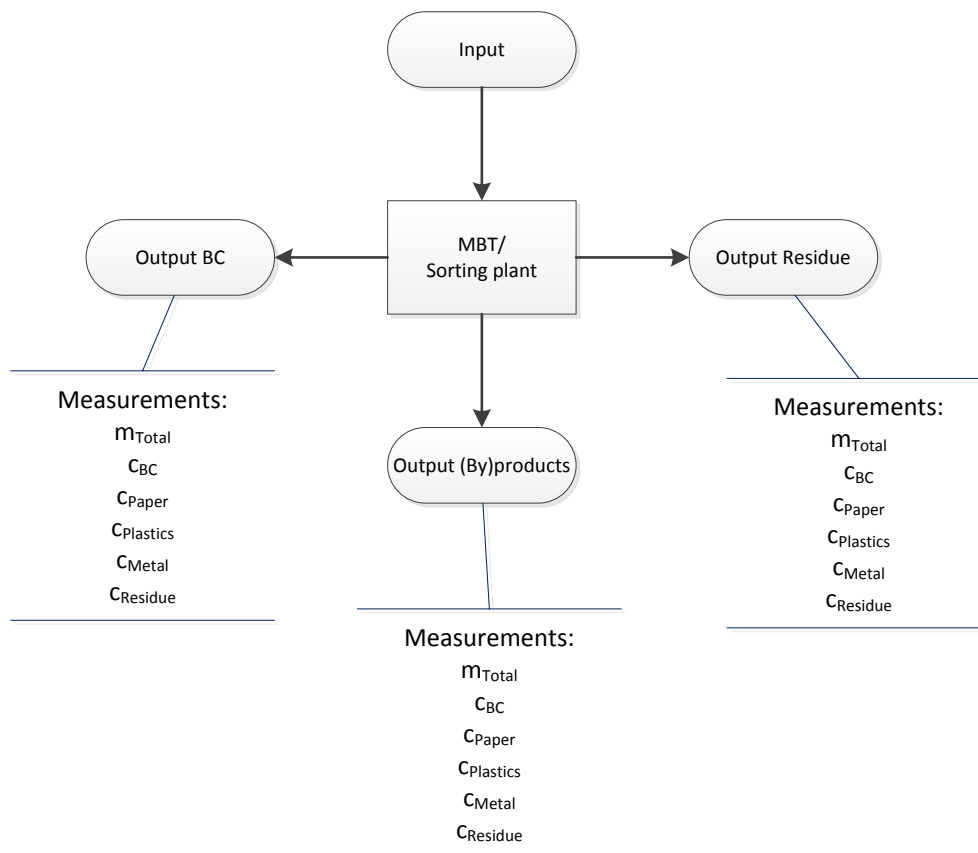 Input
MBT/
Sorting plant
Output BC
Output Residue
Output (By)products
Measurements:
mTotal
cBC
cPaper
cPlastics
cMetal
cResidue
Measurements:
mTotal
cBC
cPaper
cPlastics
cMetal
cResidue
Measurements:
mTotal
cBC
cPaper
cPlastics
cMetal
cResidue